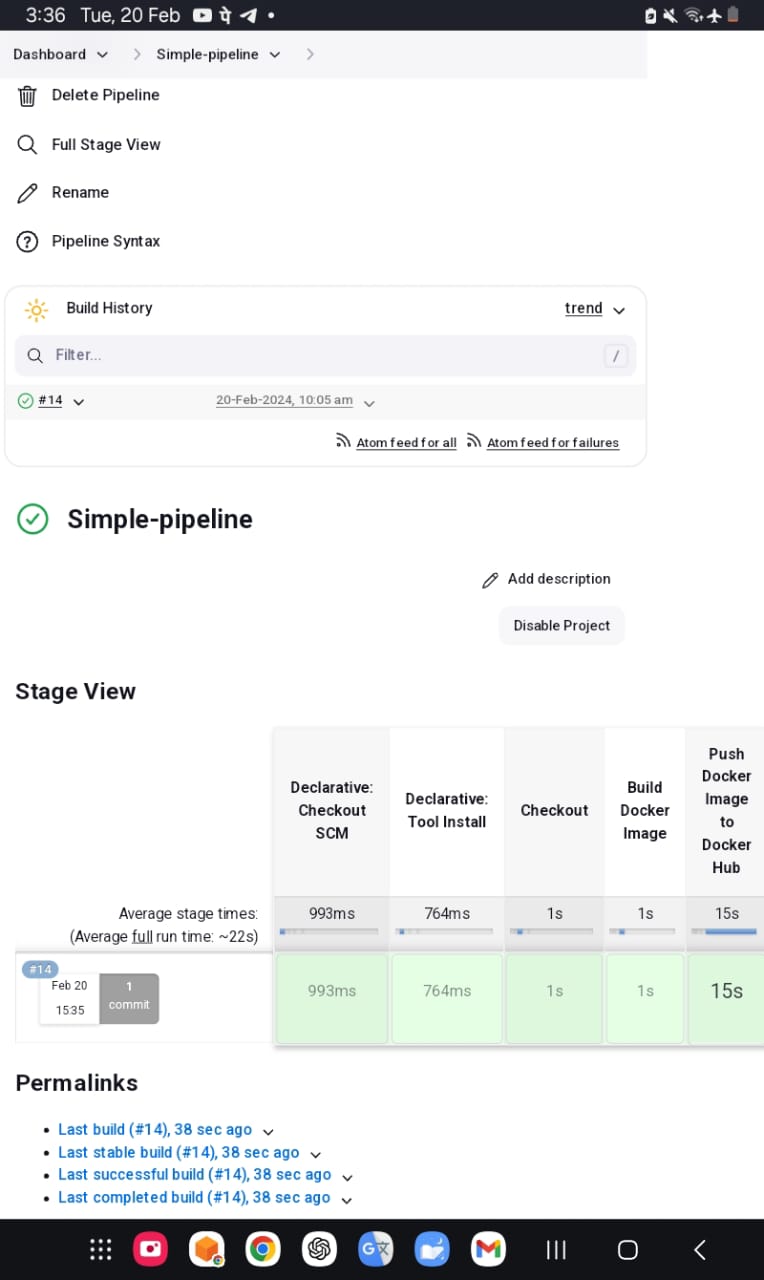 3:36 Tue, 20 Feb
Dashboard
Simple-pipeline
Delete Pipeline
Full Stage View
Rename
Pipeline Syntax
Build History
trend
Filter...
/
#14
20-Feb-2024, 10:05 am
Atom feed for all
Atom feed for failures
Simple-pipeline
Add description
Disable Project
Stage View
Declarative:
Checkout
SCM
Declarative:
Tool Install
Checkout
Build
Docker
Image
Push
Docker
Image
to
Docker
Hub
Average stage times:
(Average full run time: ~22s)
993ms
764ms
1s
1s
15s
#14
Feb 20
15:35
1
commit
993ms
764ms
1s
1s
15s
Permalinks
Last build (#14), 38 sec ago
Last stable build (#14), 38 sec ago
Last successful build (#14), 38 sec ago
Last completed build (#14), 38 sec ago